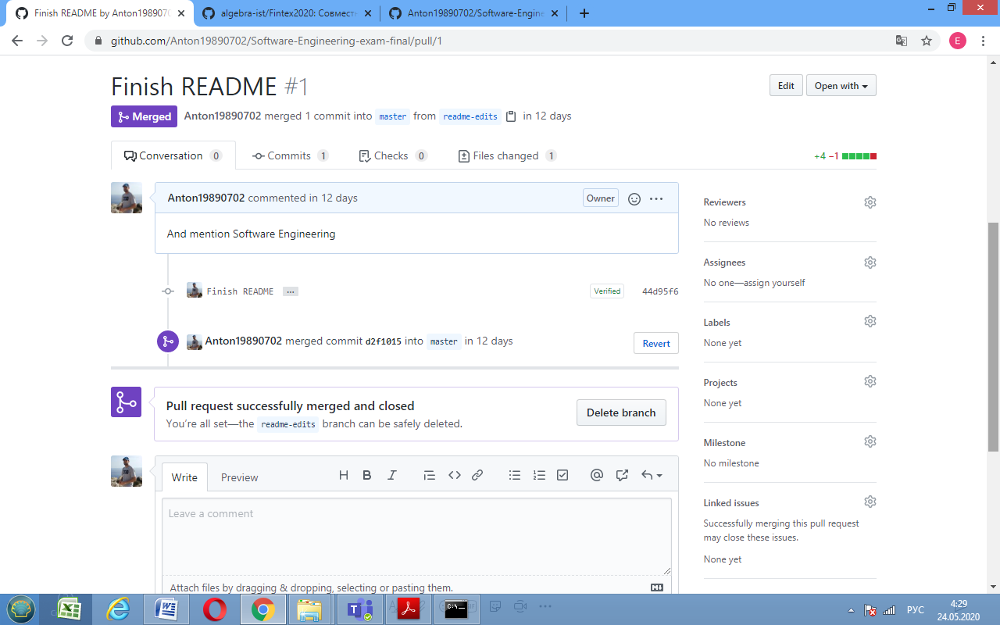 Finish README by Anton198907
algebra-ist/Fintex2020: Совмест
Anton19890702/Software-Engine
github.com/Anton19890702/Software-Engineering-exam-final/pull/1
E
Finish README #1
Edit
Open with
Merged
Anton19890702 merged 1 commit into master from readme-edits in 12 days
Conversation 0
Commits 1
Checks 0
Files changed 1
+4 −1
Anton19890702 commented in 12 days
Owner
And mention Software Engineering
Finish README ...
Verified
44d95f6
Anton19890702 merged commit d2f1015 into master in 12 days
Revert
Pull request successfully merged and closed
You're all set—the readme-edits branch can be safely deleted.
Delete branch
Write
Preview
Leave a comment
Attach files by dragging & dropping, selecting or pasting them.
Reviewers
No reviews
Assignees
No one—assign yourself
Labels
None yet
Projects
None yet
Milestone
No milestone
Linked issues
Successfully merging this pull request
may close these issues.
None yet
РУС
4:29
24.05.2020